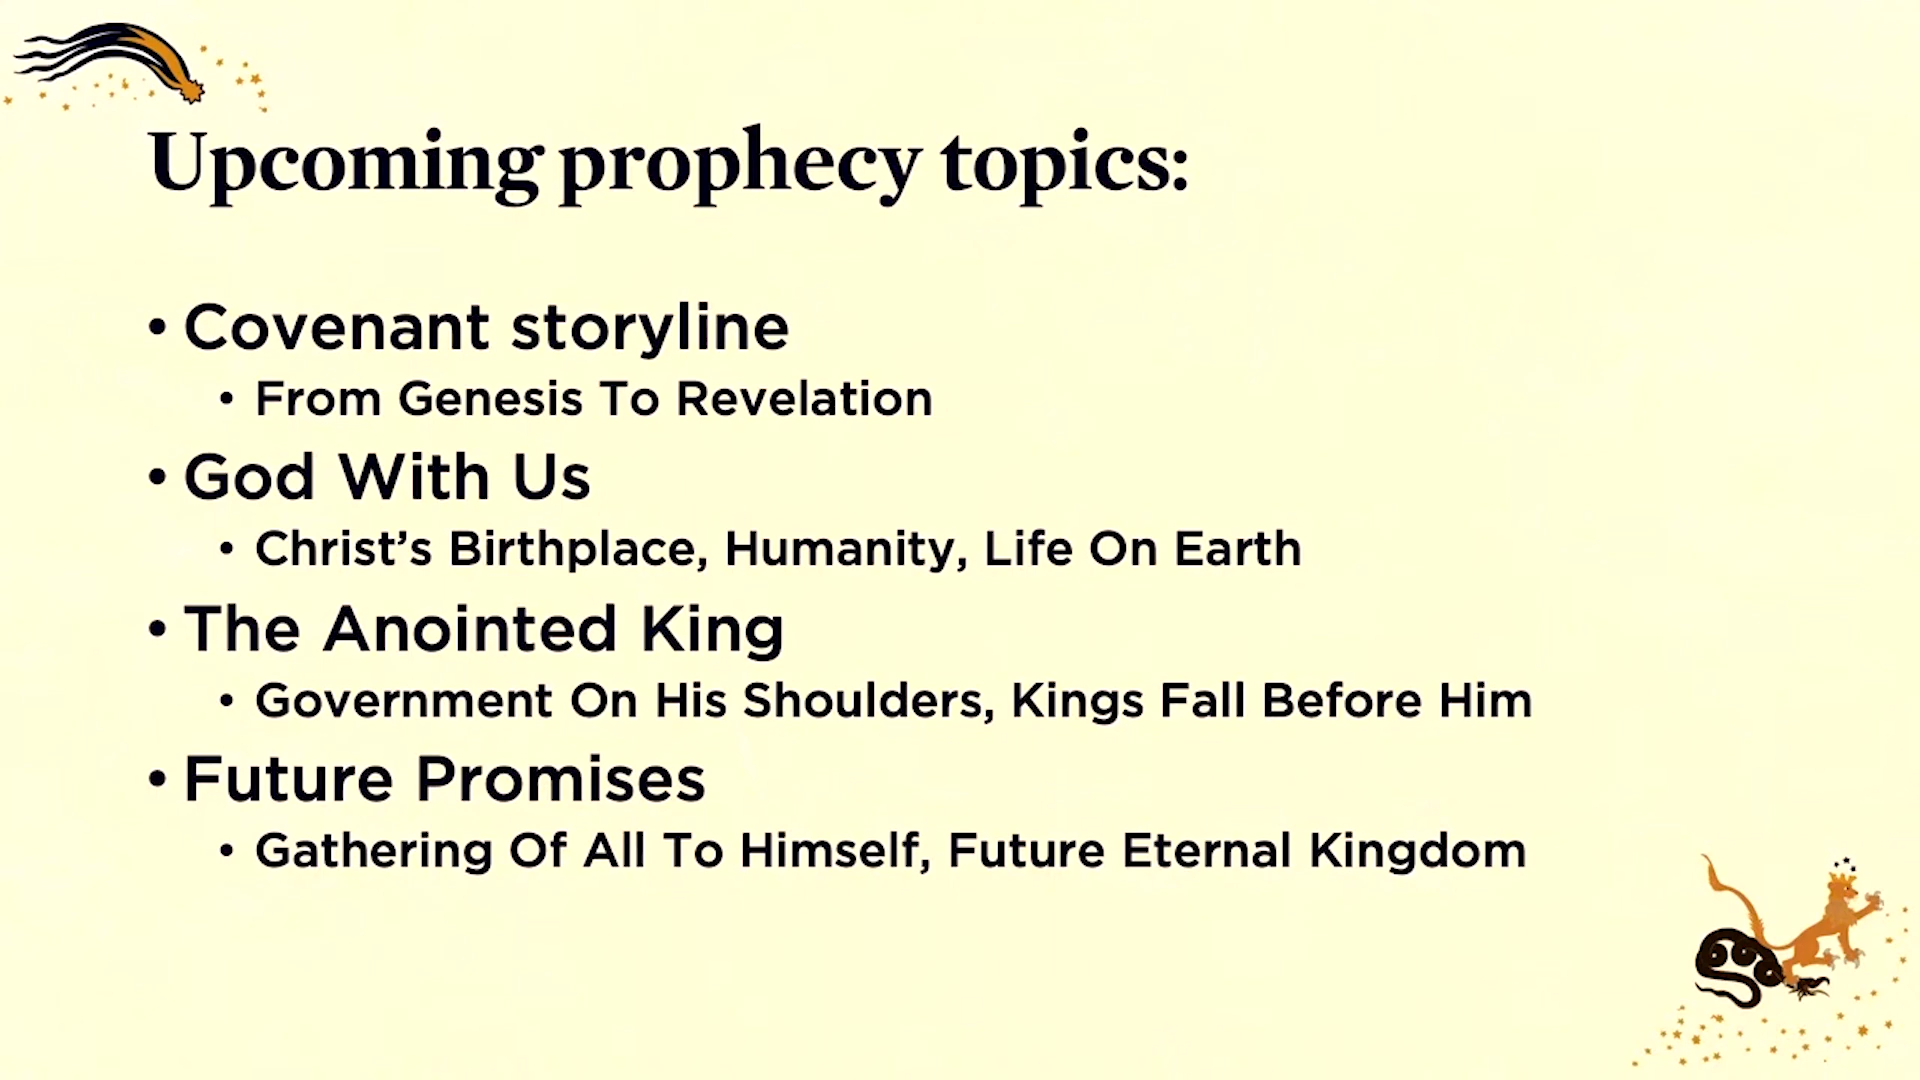 Upcoming prophecy topics:
• Covenant storyline
• From Genesis To Revelation
• God With Us
• Christ’s Birthplace, Humanity, Life On Earth
• The Anointed King
• Government On His Shoulders, Kings Fall Before Him
• Future Promises
• Gathering Of All To Himself, Future Eternal Kingdom